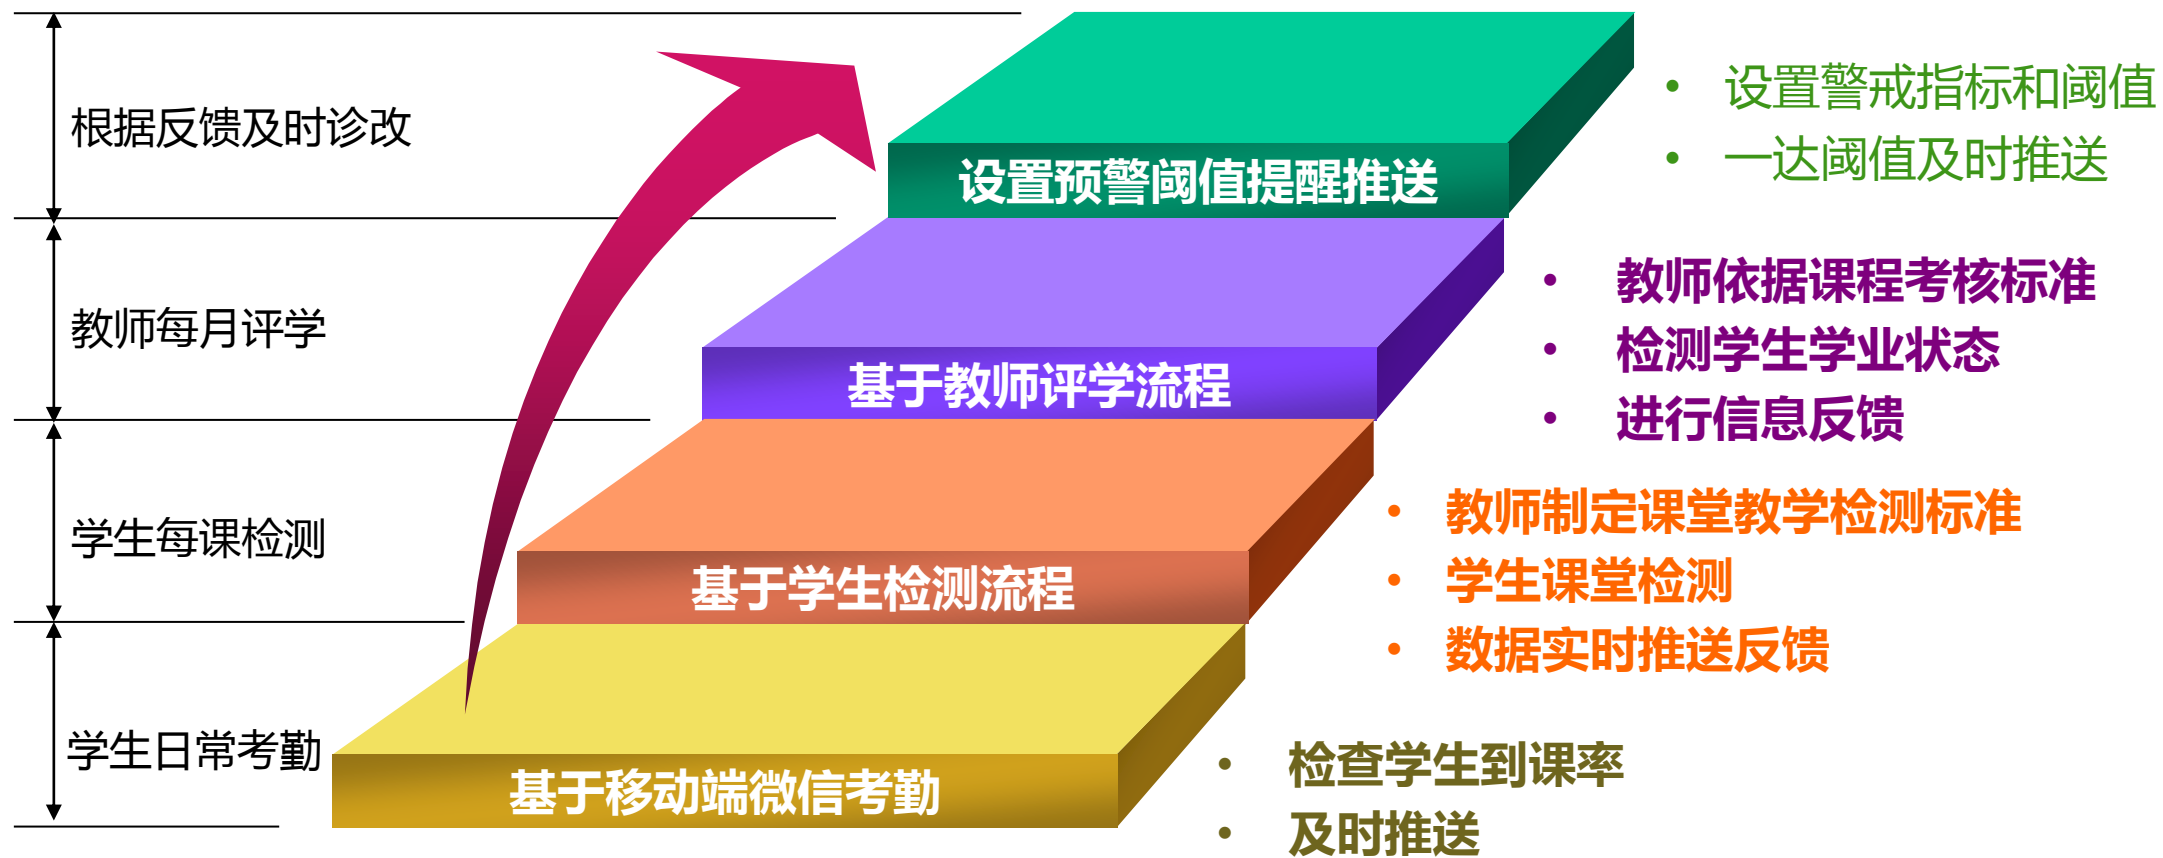 根据反馈及时诊改
设置预警阈值提醒推送
• 设置警戒指标和阈值
• 一达阈值及时推送
教师每月评学
基于教师评学流程
• 教师依据课程考核标准
• 检测学生学业状态
• 进行信息反馈
学生每课检测
基于学生检测流程
• 教师制定课堂教学检测标准
• 学生课堂检测
• 数据实时推送反馈
学生日常考勤
基于移动端微信考勤
• 检查学生到课率
• 及时推送